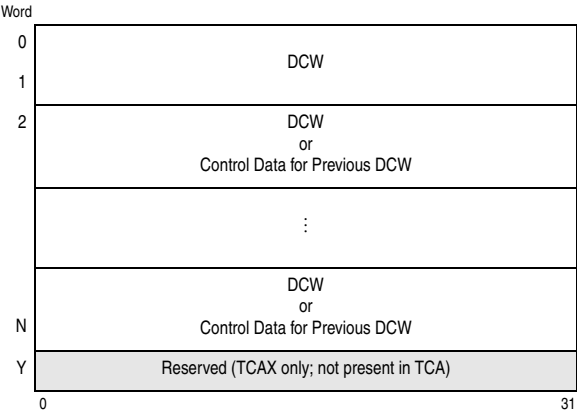 Word
0
DCW
1
2 DCW
or
Control Data for Previous DCW
⋮
DCW
or
N Control Data for Previous DCW
Y Reserved (TCAX only; not present in TCA)
0 31